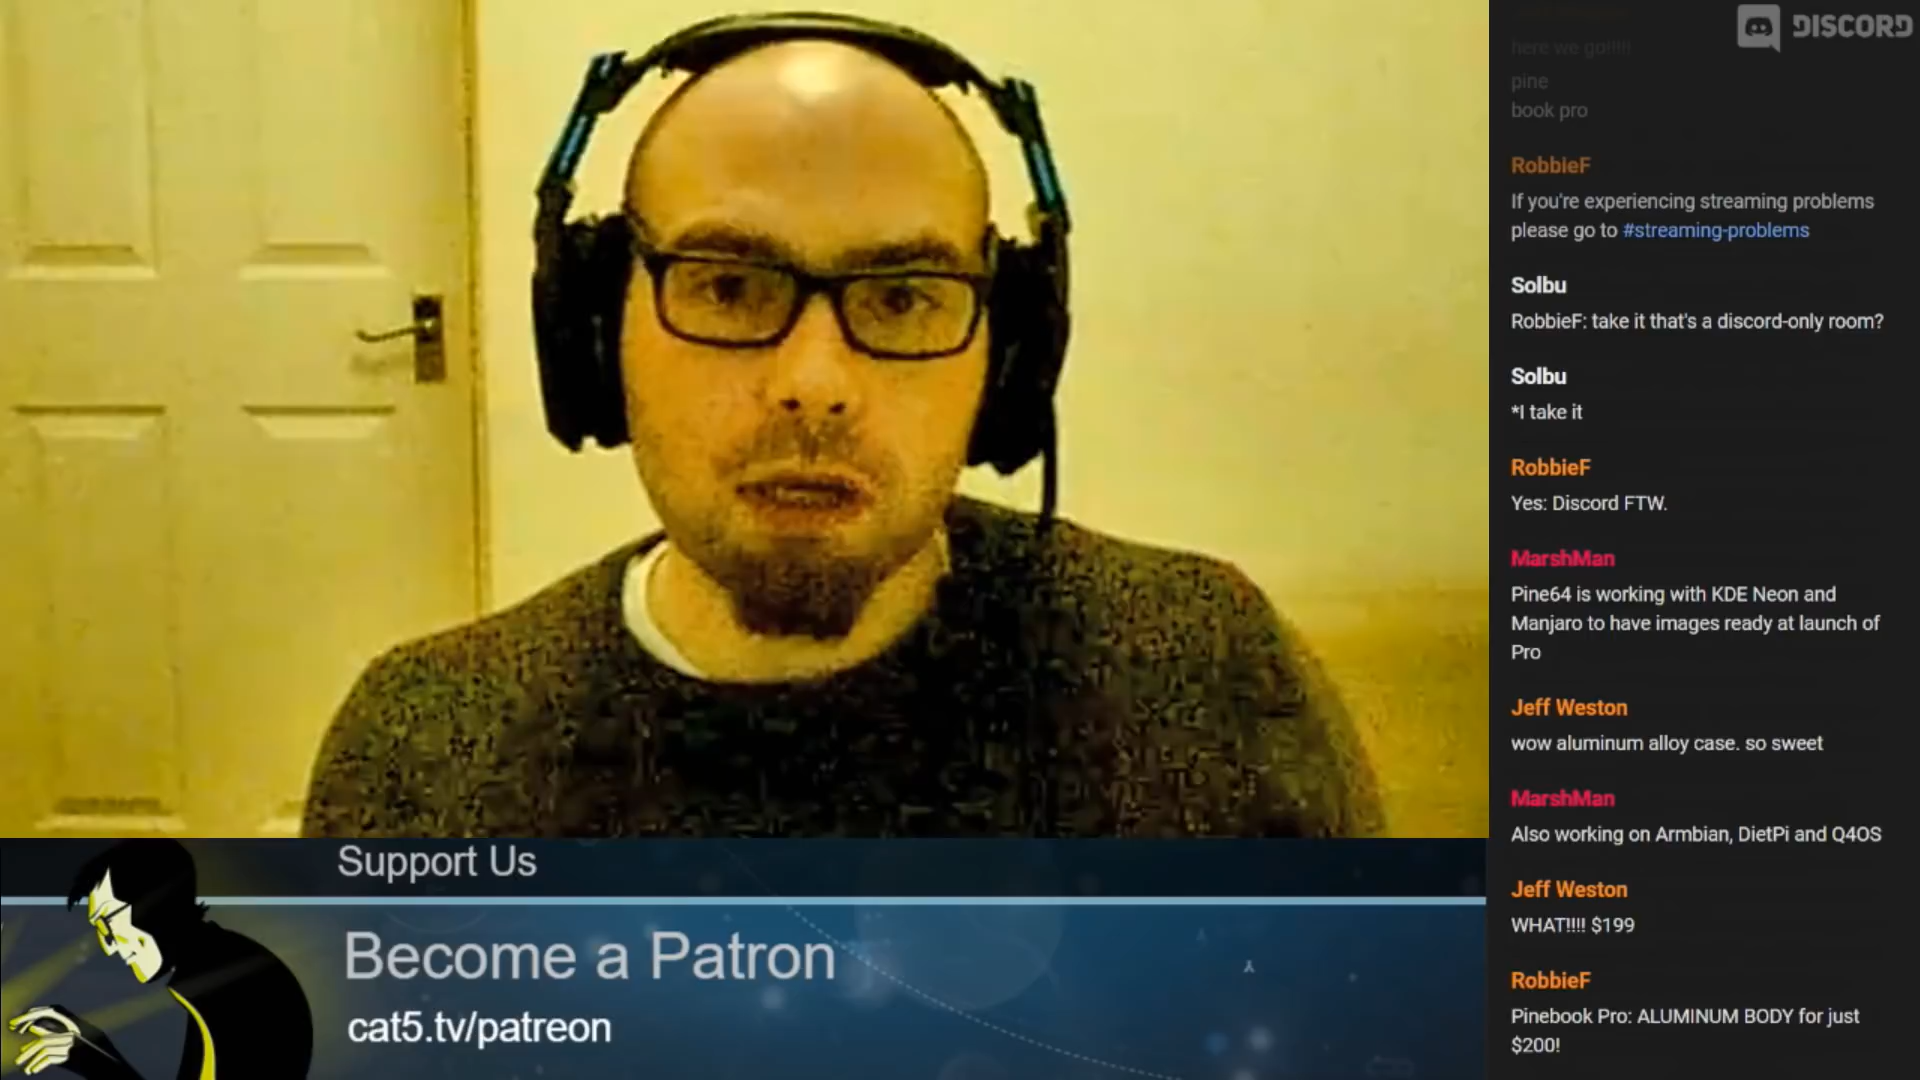 DISCORD
here we go!!!!!
pine
book pro
RobbieF
If you're experiencing streaming problems
please go to #streaming-problems
Solbu
RobbieF: take it that's a discord-only room?
Solbu
*I take it
RobbieF
Yes: Discord FTW.
MarshMan
Pine64 is working with KDE Neon and
Manjaro to have images ready at launch of
Pro
Jeff Weston
wow aluminum alloy case. so sweet
MarshMan
Also working on Armbian, DietPi and Q4OS
Jeff Weston
WHAT!!!! $199
RobbieF
Pinebook Pro: ALUMINUM BODY for just
$200!
Support Us
Become a Patron
cat5.tv/patreon